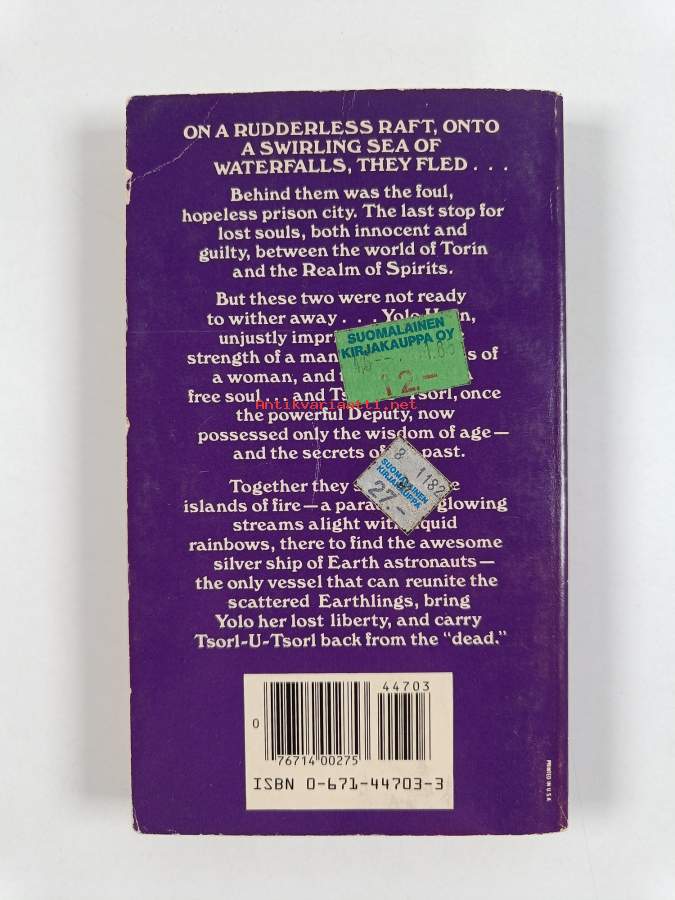 ON A RUDDERLESS RAFT, ONTO
A SWIRLING SEA OF
WATERFALLS, THEY FLED . . .
Behind them was the foul,
hopeless prison city. The last stop for
lost souls, both innocent and
guilty, between the world of Torin
and the Realm of Spirits.
But these two were not ready
to wither away . . . Yolo
unjustly
SUOMALAINEN
KIRJAKAUPPA OY
12.-
strength of a man
of
a woman, and
free soul . . . and Tsorl, once
Antikvariaatti.net
the powerful Deputy, now
possessed only the wisdom of age—
and the secrets of past.
8 1182
SUOMALAINEN
KIRJAKAUPPA
27.-
Together they
islands of fire—a glowing
streams alight with liquid
rainbows, there to find the awesome
silver ship of Earth astronauts—
the only vessel that can reunite the
scattered Earthlings, bring
Yolo her lost liberty, and carry
Tsorl-U-Tsorl back from the “dead.”
44703
0
76714 00275
ISBN 0-671-44703-3
PRINTED IN U.S.A.